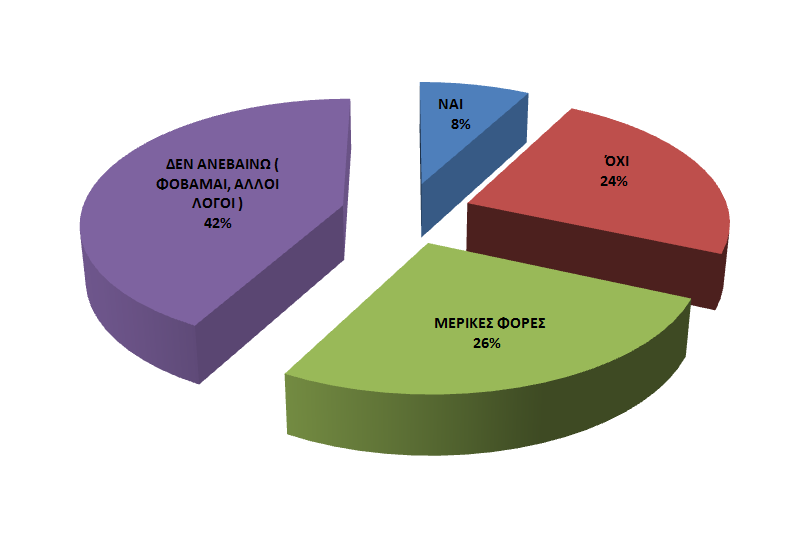 ΝΑΙ
8%
ΌΧΙ
24%
ΜΕΡΙΚΕΣ ΦΟΡΕΣ
26%
ΔΕΝ ΑΝΕΒΑΙΝΩ (
ΦΟΒΑΜΑΙ, ΑΛΛΟΙ
ΛΟΓΟΙ )
42%